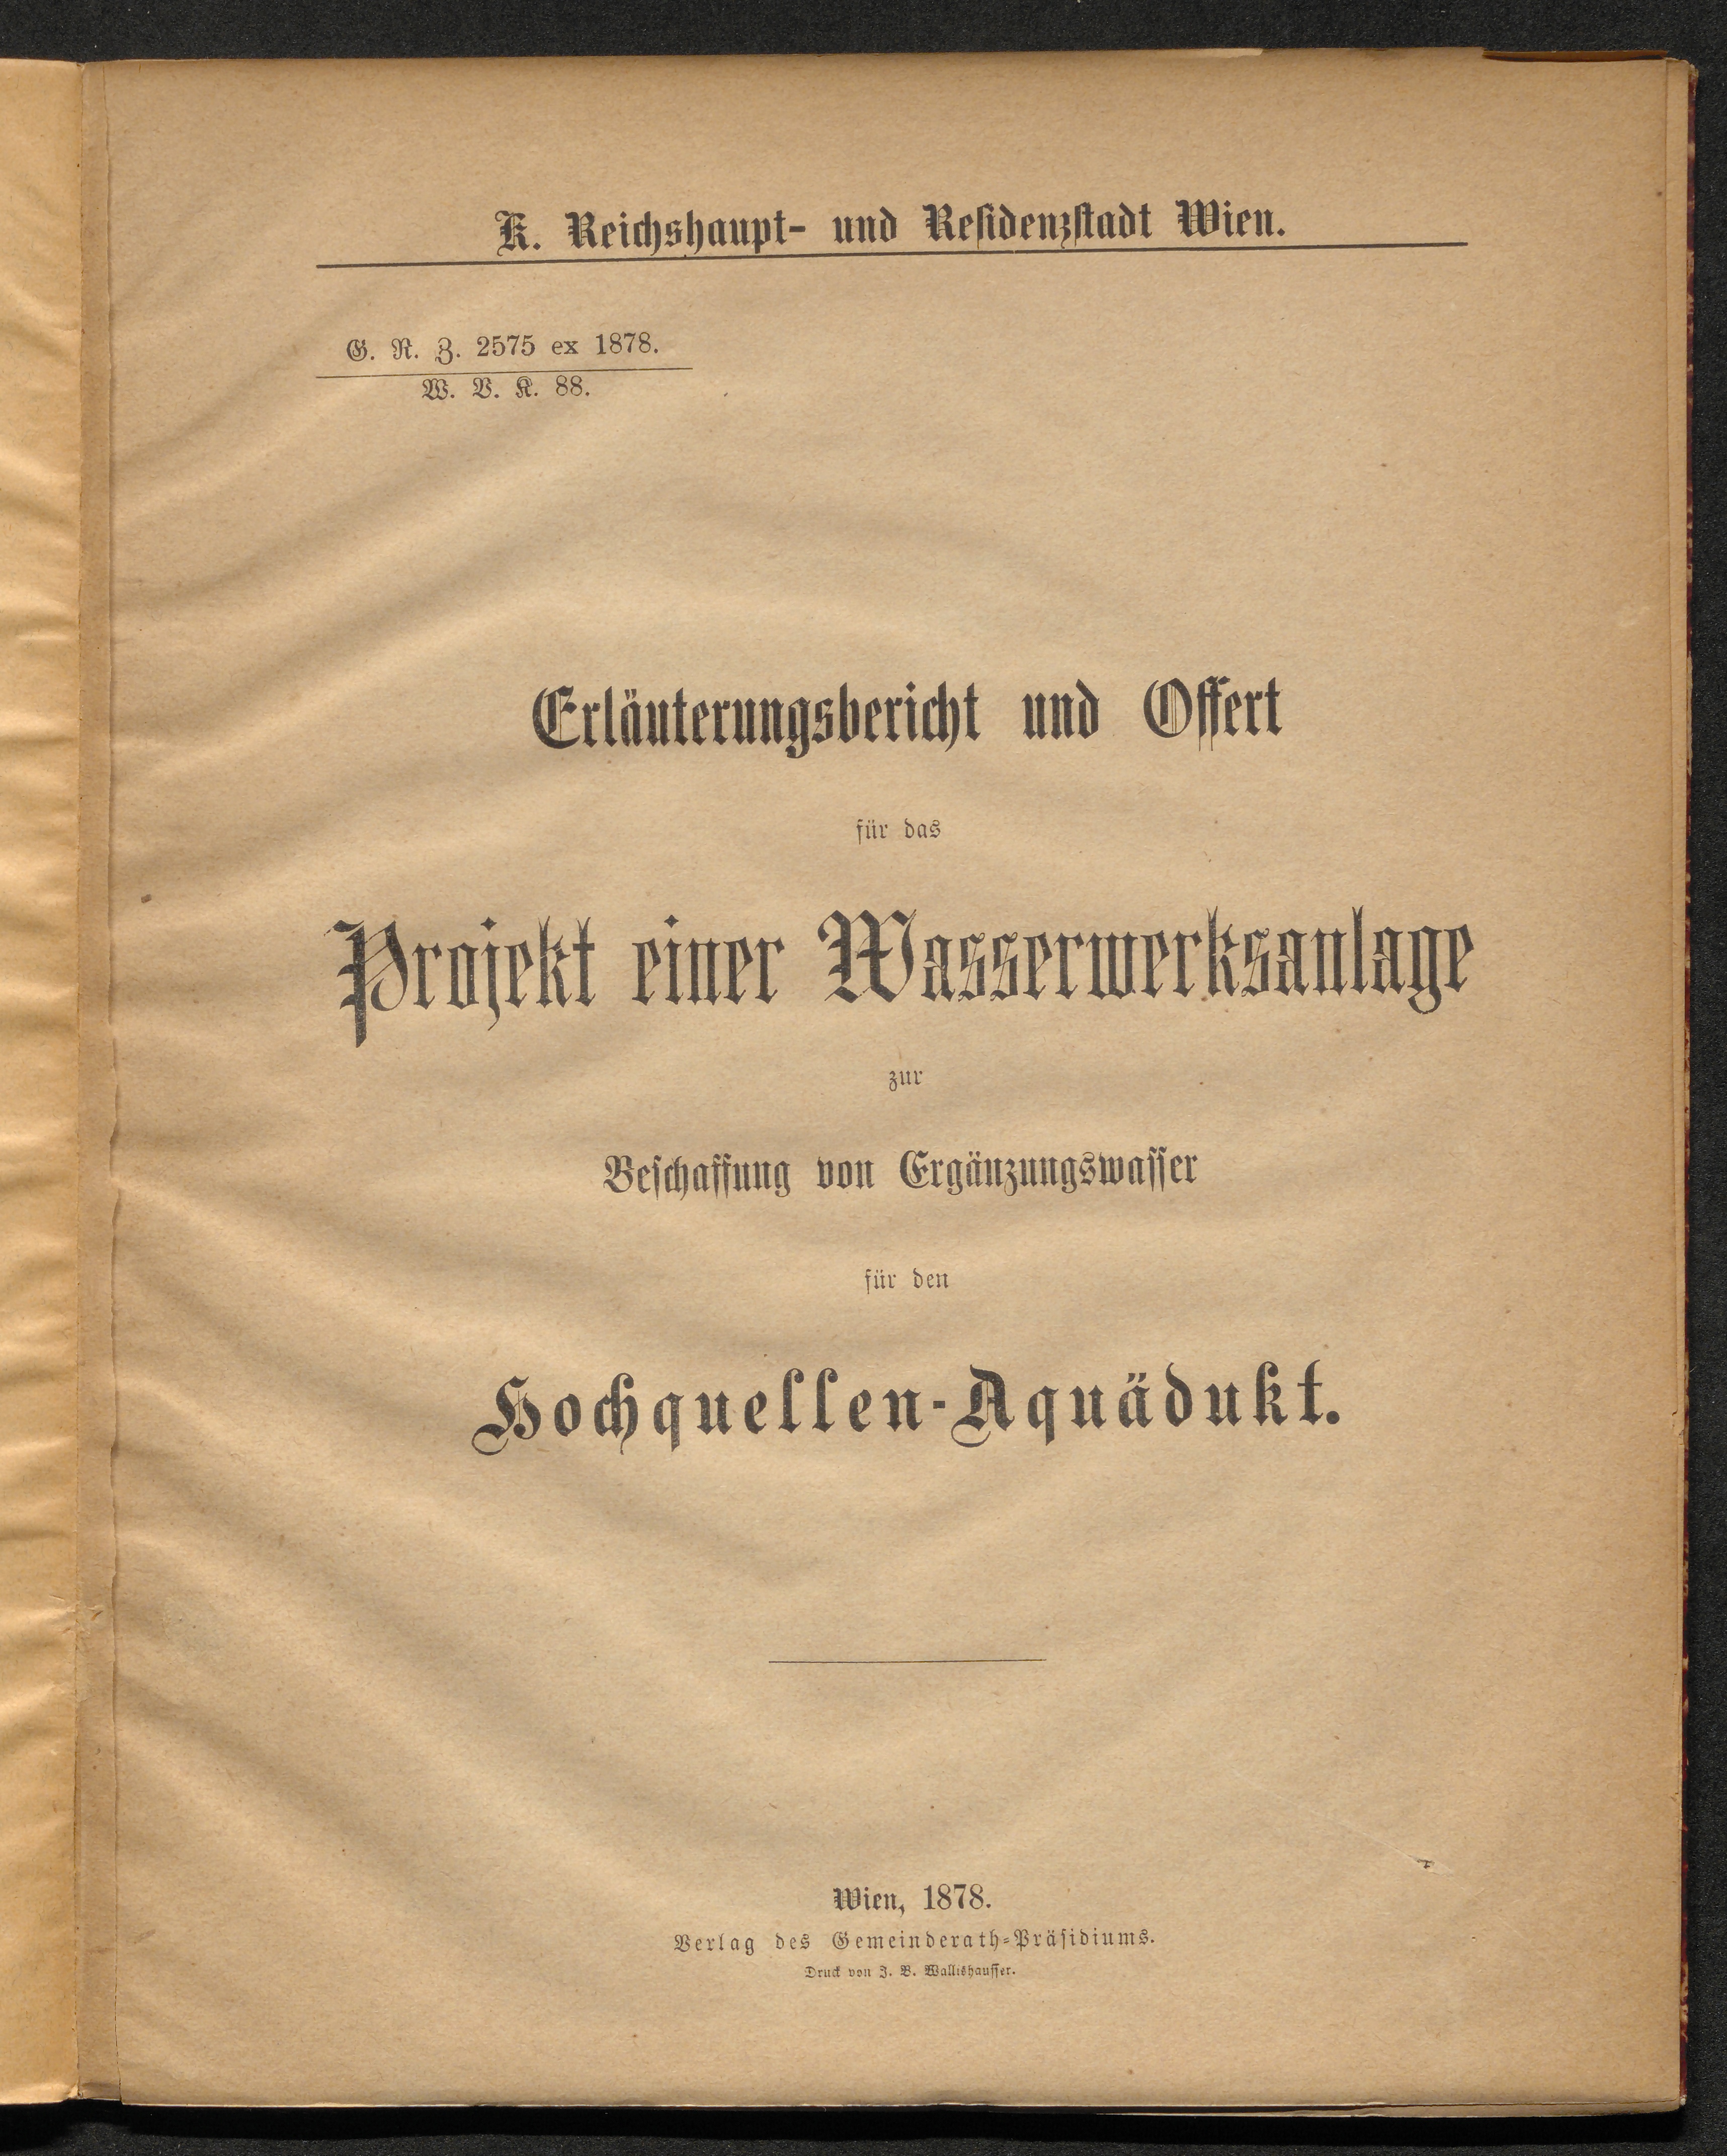 K. Reichshaupt- und Residenzstadt Wien.
G. R. Z. 2575 ex 1878.
W. V. K. 88.
Erläuterungsbericht und Offert
für das
Projekt einer Wasserwerksanlage
zur
Beschaffung von Ergänzungswasser
für den
Hochquellen-Aquädukt.
Wien, 1878.
Verlag des Gemeinderath-Präsidiums.
Druck von J. B. Wallishausser.